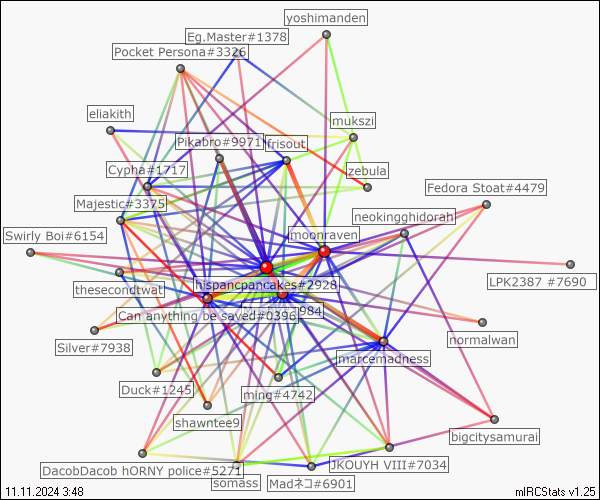 yoshimanden
Eg.Master#1378
Pocket Persona#3326
eliakith
mukszi
Pikabro#9971
frisout
Cypha#1717
zebula
Fedora Stoat#4479
Majestic#3375
neokingghidorah
Swirly Boi#6154
moonraven
thesecondtwat
hispancpancakes#2928
LPK2387 #7690
Can anything be saved#0396
984
normalwan
Silver#7938
marcemadness
Duck#1245
ming#4742
shawntee9
bigcitysamurai
DacobDacob hORNY police#5271
JKOUYH VIII#7034
somass
Madネコ#6901
11.11.2024 3:48
mIRCStats v1.25